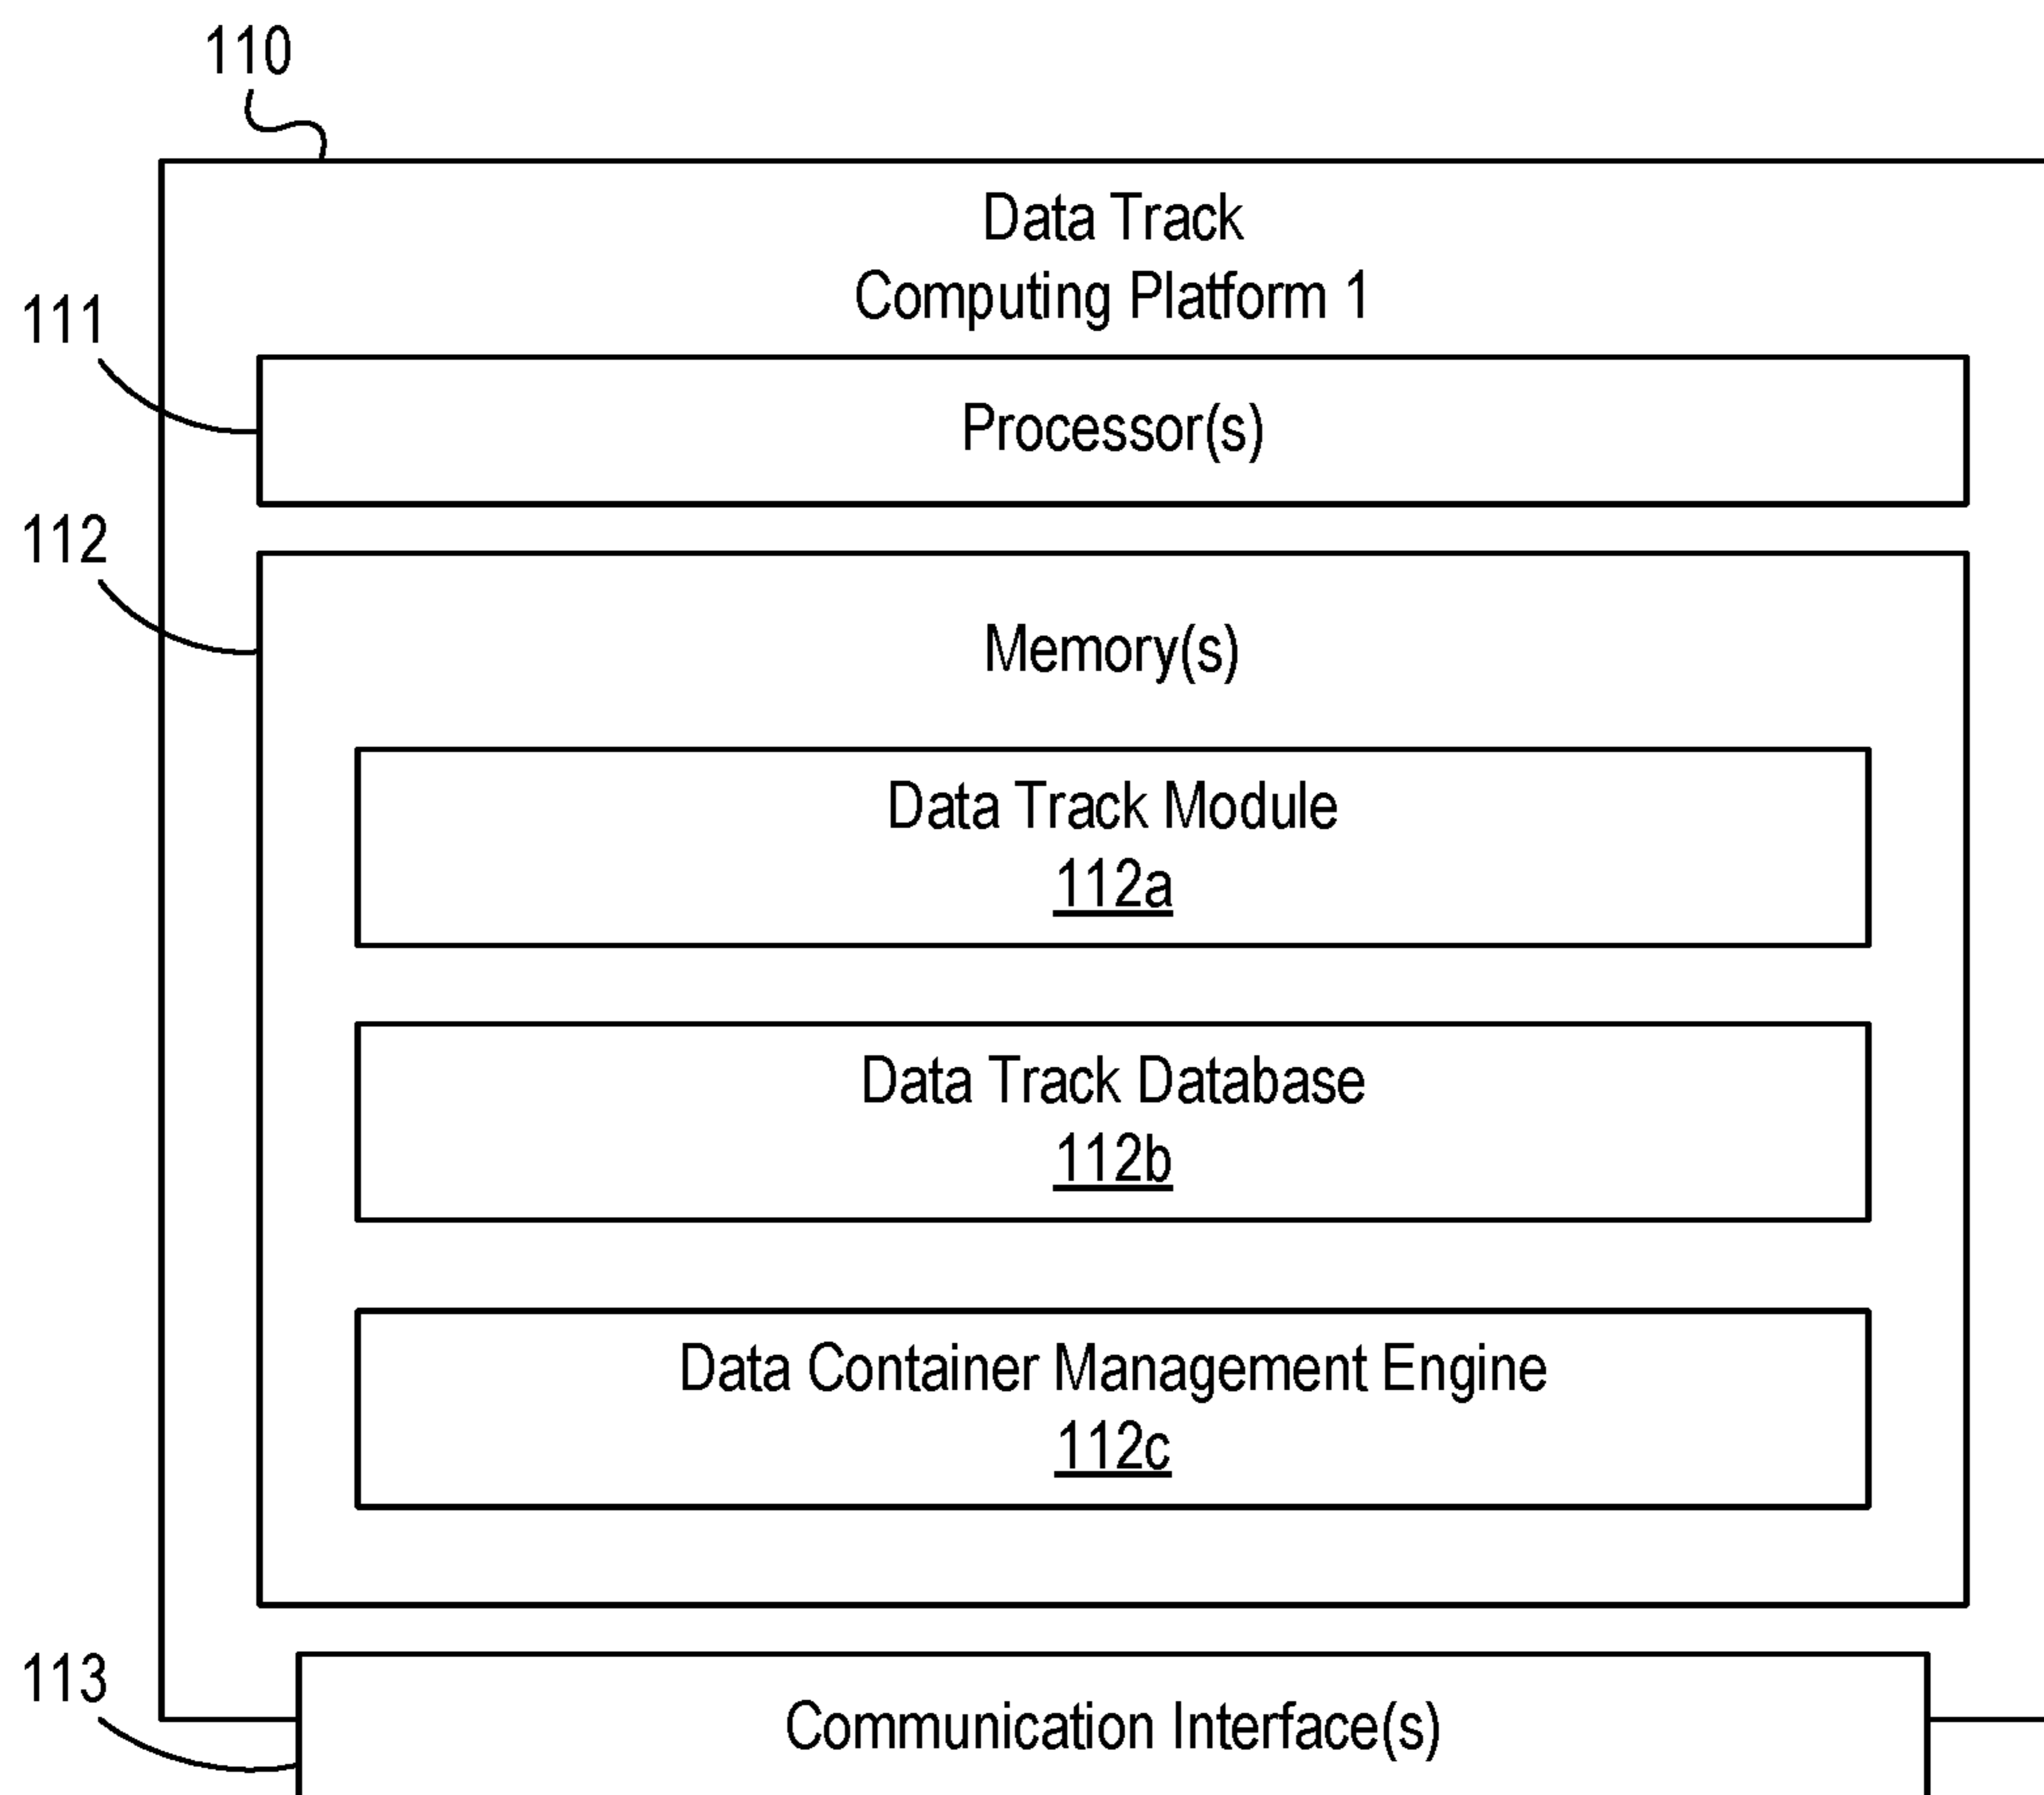 110
Data Track
Computing Platform 1
111
Processor(s)
112
Memory(s)
Data Track Module
112a
Data Track Database
112b
Data Container Management Engine
112c
113
Communication Interface(s)